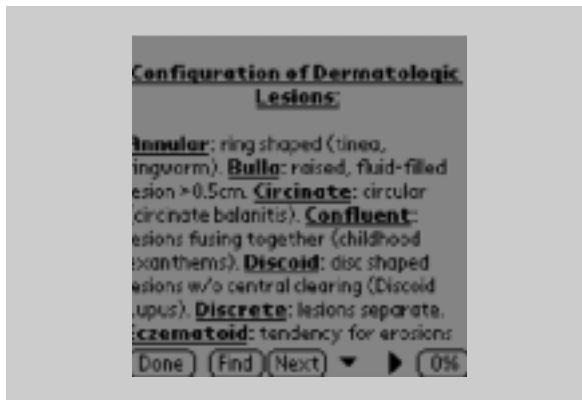 Configuration of Dermatologic
Lesions:
Annular: ring shaped (tinea,
ringworm). Bulla: raised, fluid-filled
lesion >0.5cm. Circinate: circular
(circinate balanitis). Confluent:
lesions fusing together (childhood
exanthems). Discoid: disc shaped
lesions w/o central clearing (Discoid
Lupus). Discrete: lesions separate.
Eczematoid: tendency for erosions
Done Find Next 0%